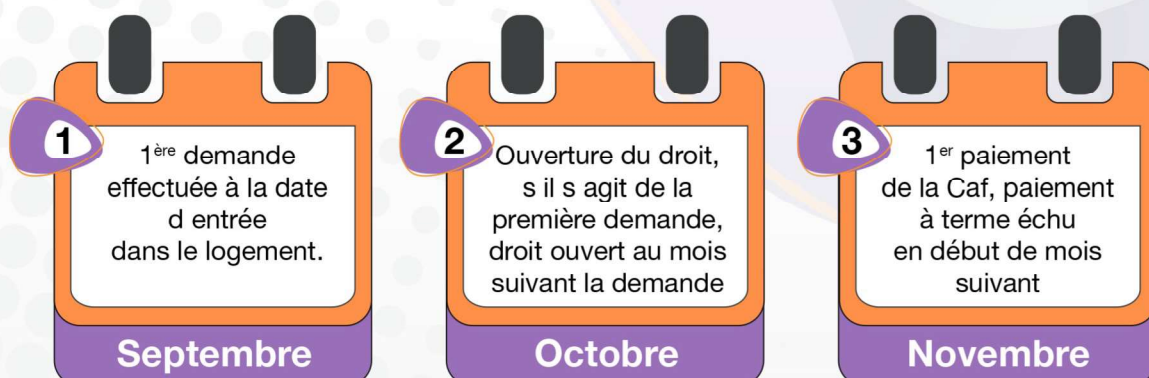 1
1ère demande
effectuée à la date
d entrée
dans le logement.
Septembre
2
Ouverture du droit,
s il s agit de la
première demande,
droit ouvert au mois
suivant la demande
Octobre
3
1er paiement
de la Caf, paiement
à terme échu
en début de mois
suivant
Novembre